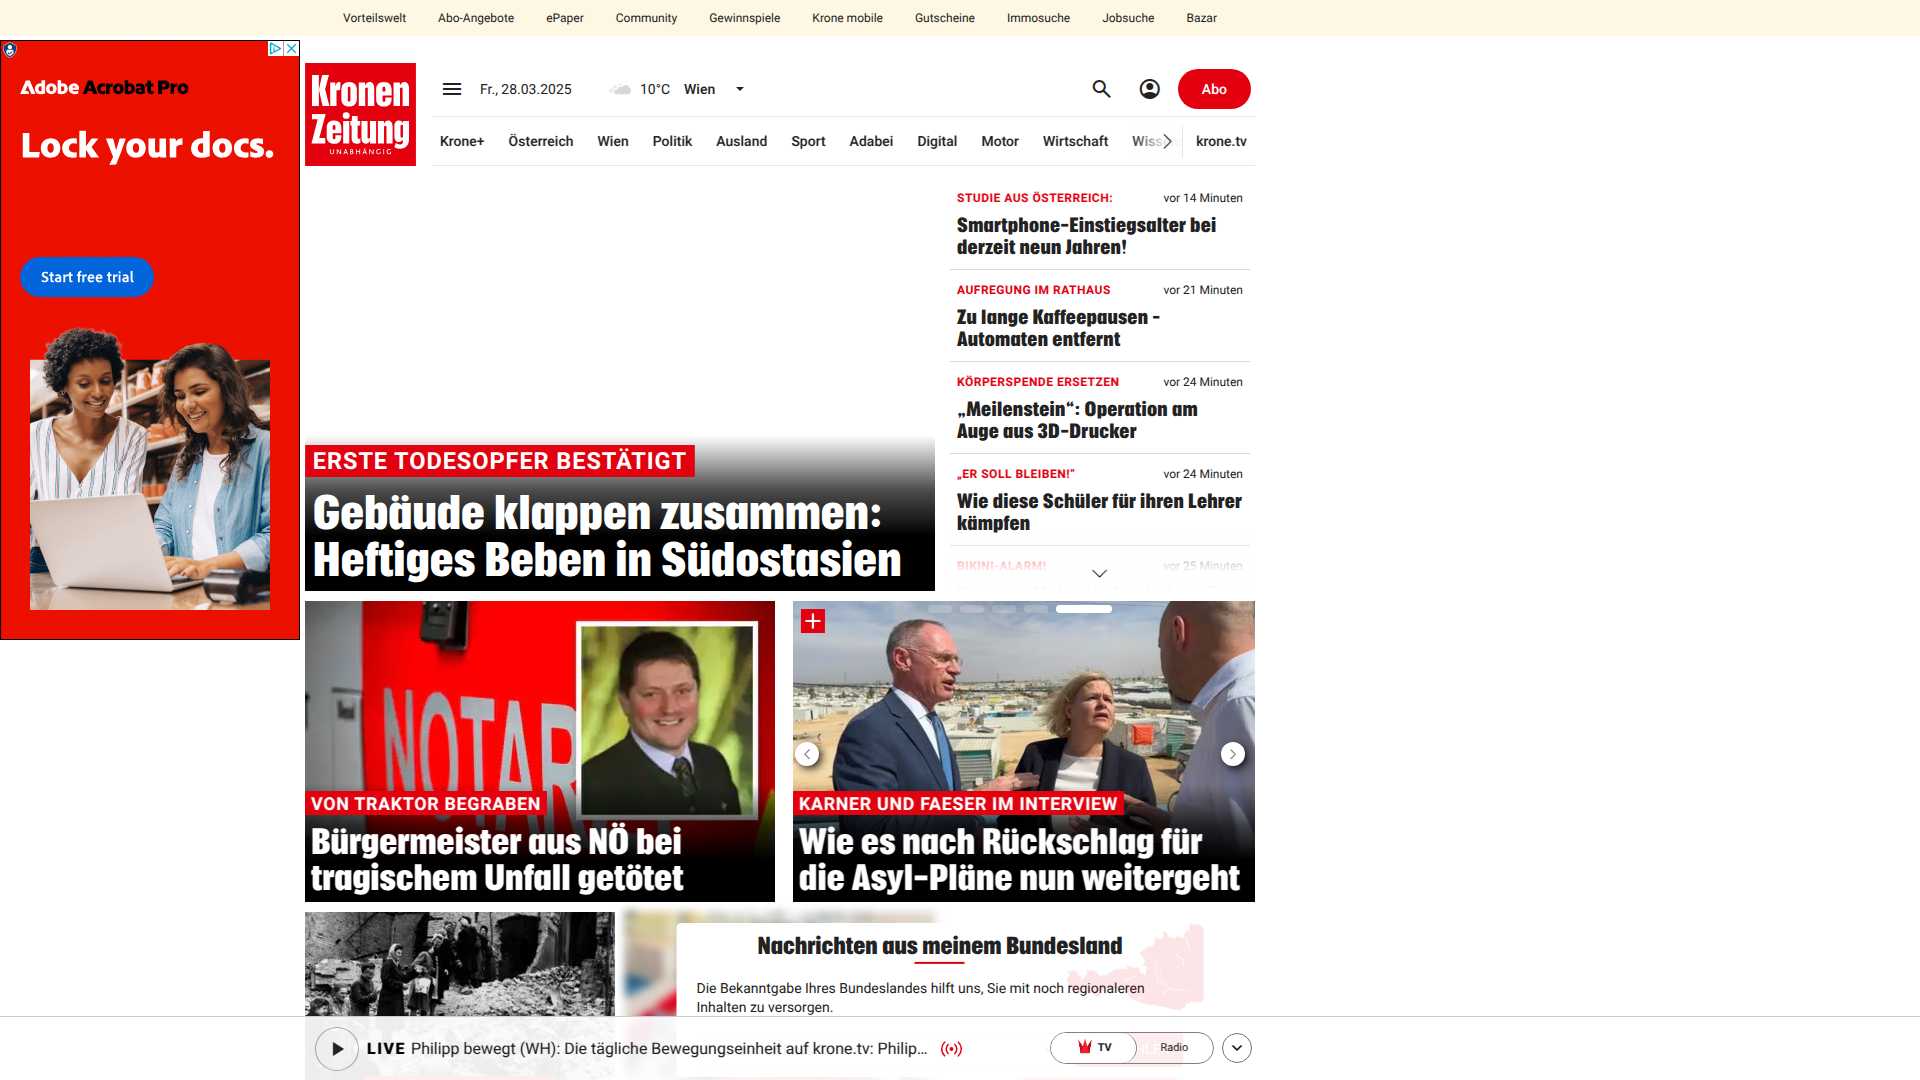 Vorteilswelt Abo-Angebote ePaper Community Gewinnspiele Krone mobile Gutscheine Immosuche Jobsuche Bazar
Adobe Acrobat Pro
Lock your docs.
Start free trial
Kronen
Zeitung
UNABHÄNGIG
Fr., 28.03.2025 10°C Wien
Abo
Krone+ Österreich Wien Politik Ausland Sport Adabei Digital Motor Wirtschaft Wiss krone.tv
ERSTE TODESOPFER BESTÄTIGT
Gebäude klappen zusammen:
Heftiges Beben in Südostasien
STUDIE AUS ÖSTERREICH: vor 14 Minuten
Smartphone-Einstiegsalter bei
derzeit neun Jahren!
AUFREGUNG IM RATHAUS vor 21 Minuten
Zu lange Kaffeepausen -
Automaten entfernt
KÖRPERSPENDE ERSETZEN vor 24 Minuten
„Meilenstein“: Operation am
Auge aus 3D-Drucker
„ER SOLL BLEIBEN!“ vor 24 Minuten
Wie diese Schüler für ihren Lehrer
kämpfen
BIKINI-ALARM! vor 25 Minuten
NOTAR
VON TRAKTOR BEGRABEN
Bürgermeister aus NÖ bei
tragischem Unfall getötet
KARNER UND FAESER IM INTERVIEW
Wie es nach Rückschlag für
die Asyl-Pläne nun weitergeht
Nachrichten aus meinem Bundesland
Die Bekanntgabe Ihres Bundeslandes hilft uns, Sie mit noch regionaleren
Inhalten zu versorgen.
LIVE Philipp bewegt (WH): Die tägliche Bewegungseinheit auf krone.tv: Philip...
TV Radio